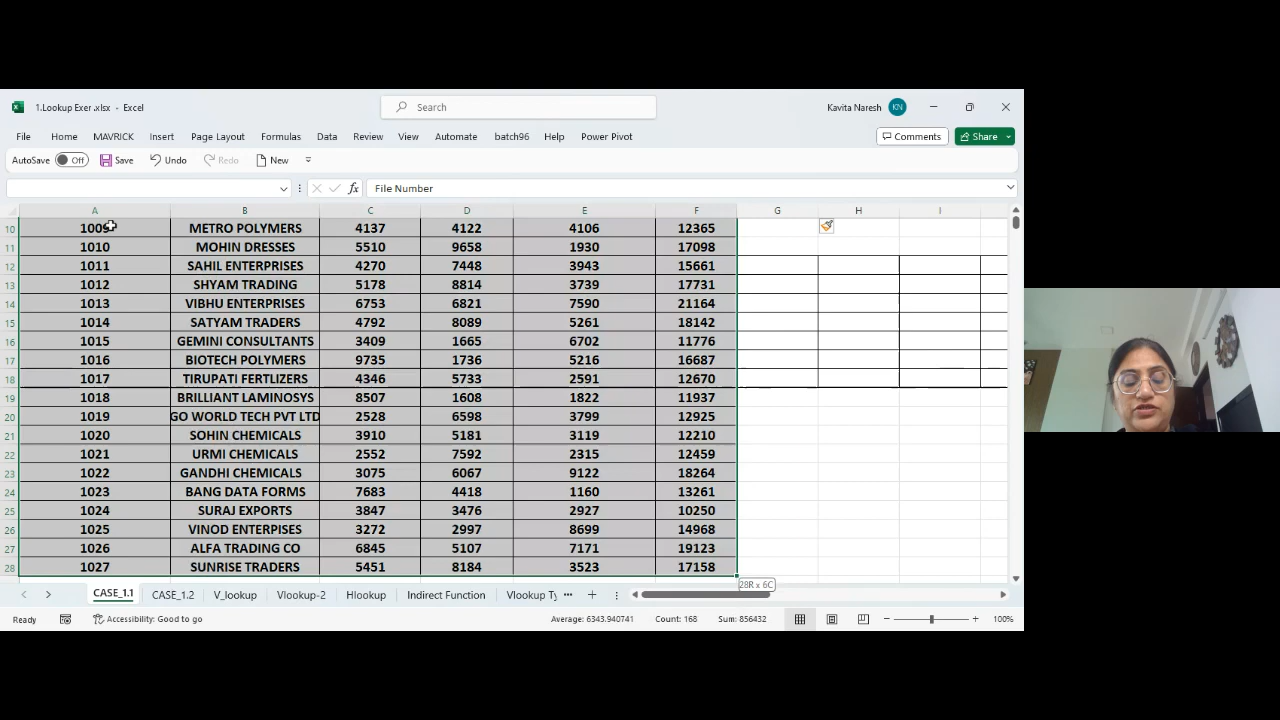 1.Lookup Exer.xlsx - Excel
Search
Kavita Naresh KN
File Home MAVRICK Insert Page Layout Formulas Data Review View Automate batch96 Help Power Pivot Comments Share
AutoSave Off Save Undo Redo New
fx File Number
A B C D E F G H I
10 1009 METRO POLYMERS 4137 4122 4106 12365
11 1010 MOHIN DRESSES 5510 9658 1930 17098
12 1011 SAHIL ENTERPRISES 4270 7448 3943 15661
13 1012 SHYAM TRADING 5178 8814 3739 17731
14 1013 VIBHU ENTERPRISES 6753 6821 7590 21164
15 1014 SATYAM TRADERS 4792 8089 5261 18142
16 1015 GEMINI CONSULTANTS 3409 1665 6702 11776
17 1016 BIOTECH POLYMERS 9735 1736 5216 16687
18 1017 TIRUPATI FERTLIZERS 4346 5733 2591 12670
19 1018 BRILLIANT LAMINOSYS 8507 1608 1822 11937
20 1019 GO WORLD TECH PVT LTD 2528 6598 3799 12925
21 1020 SOHIN CHEMICALS 3910 5181 3119 12210
22 1021 URMI CHEMICALS 2552 7592 2315 12459
23 1022 GANDHI CHEMICALS 3075 6067 9122 18264
24 1023 BANG DATA FORMS 7683 4418 1160 13261
25 1024 SURAJ EXPORTS 3847 3476 2927 10250
26 1025 VINOD ENTERPISES 3272 2997 8699 14968
27 1026 ALFA TRADING CO 6845 5107 7171 19123
28 1027 SUNRISE TRADERS 5451 8184 3523 17158
28R x 6C
CASE_1.1 CASE_1.2 V_lookup Vlookup-2 Hlookup Indirect Function Vlookup Ty ...
Ready Accessibility: Good to go Average: 6343.940741 Count: 168 Sum: 856432 100%